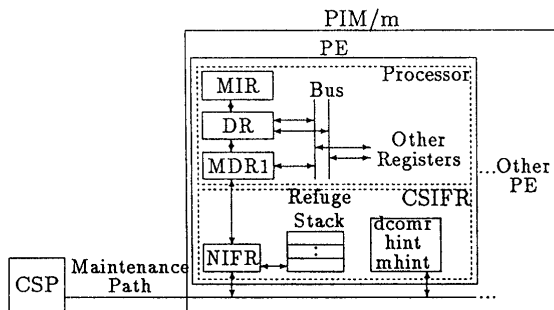 PIM/m
PE
Processor
MIR
Bus
DR
Other
Registers
MDR1
...Other
PE
Refuge
Stack
CSIFR
dcomr
hint
mhint
NIFR
:
CSP
Maintenance
Path
...